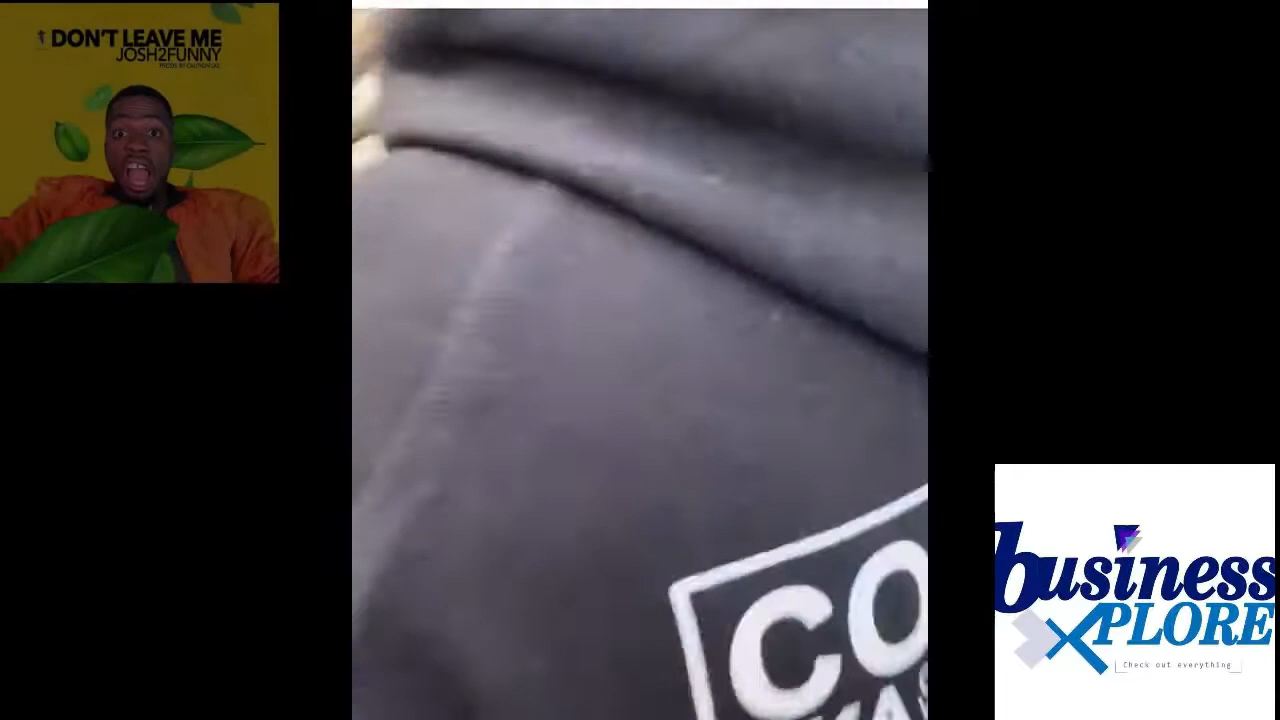 DON'T LEAVE ME
JOSH2FUNNY
business
XPLORE
Check out everything
CO